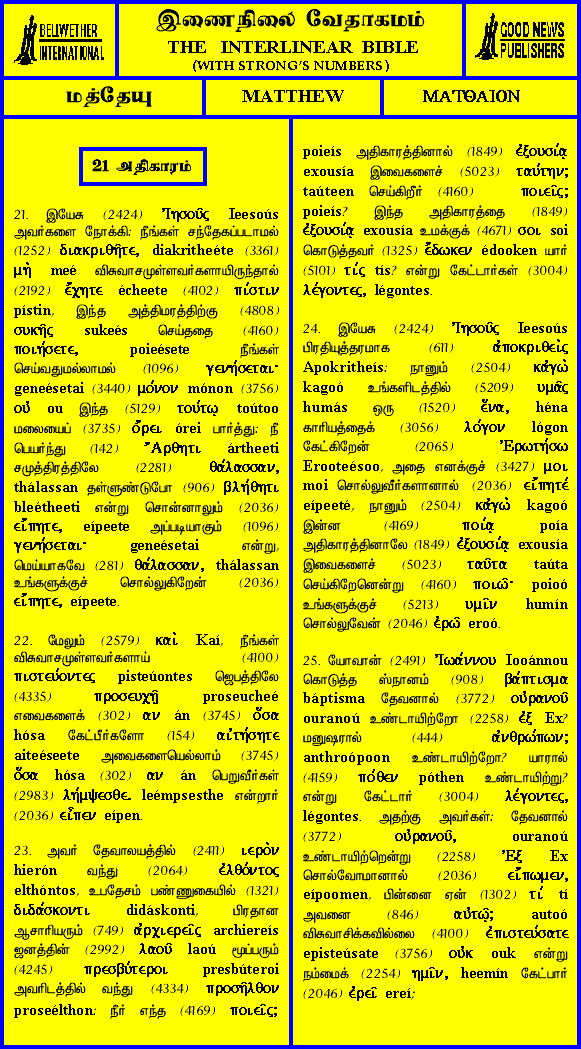 BELLWETHER
INTERNATIONAL
இணைநிலை வேதாகமம்
THE INTERLINEAR BIBLE
(WITH STRONG'S NUMBERS)
GOOD NEWS
PUBLISHERS
மத்தேயு
MATTHEW
ΜΑΤΘΑΙΟΝ
21 அதிகாரம்
21. இயேசு (2424) Ἰησοῦς Ieesoús
அவர்களை நோக்கி: நீங்கள் சந்தேகப்படாமல்
(1252) διακριθῆτε, diakritheéte (3361)
μὴ meé விசுவாசமுள்ளவர்களாயிருந்தால்
(2192) ἔχητε écheete (4102) πίστιν
pístin, இந்த அத்திமரத்திற்கு (4808)
συκῆς sukeés செய்ததை (4160)
ποιήσετε, poieésete நீங்கள்
செய்வதுமல்லாமல் (1096) γενήσεται·
geneésetai (3440) μόνον mónon (3756)
οὐ ou இந்த (5129) τούτῳ toútoo
மலையைப் (3735) ὄρει órei பார்த்து: நீ
பெயர்ந்து (142) Ἄρθητι ártheeti
சமுத்திரத்திலே (2281) θάλασσαν,
thálassan தள்ளுண்டுபோ (906) βλήθητι
bleétheeti என்று சொன்னாலும் (2036)
εἴπητε, eípeete அப்படியாகும் (1096)
γενήσεται· geneésetai என்று,
மெய்யாகவே (281) θάλασσαν, thálassan
உங்களுக்குச் சொல்லுகிறேன் (2036)
εἴπητε, eípeete.
22. மேலும் (2579) καὶ Kaí, நீங்கள்
விசுவாசமுள்ளவர்களாய் (4100)
πιστεύοντες pisteúontes ஜெபத்திலே
(4335) προσευχῇ proseucheé
எவைகளைக் (302) αν án (3745) ὅσα
hósa கேட்பீர்களோ (154) αἰτήσητε
aiteéseete அவைகளையெல்லாம் (3745)
ὅσα hósa (302) αν án பெறுவீர்கள்
(2983) λήμψεσθε. leémpsesthe என்றார்
(2036) εἶπεν eípen.
23. அவர் தேவாலயத்தில் (2411) ιερὸν
hierón வந்து (2064) ἐλθόντος
elthóntos, உபதேசம் பண்ணுகையில் (1321)
διδάσκοντι didáskonti, பிரதான
ஆசாரியரும் (749) ἀρχιερεῖς archiereís
ஜனத்தின் (2992) λαοῦ laoú மூப்பரும்
(4245) πρεσβύτεροι presbúteroi
அவரிடத்தில் வந்து (4334) προσῆλθον
proseélthon: நீர் எந்த (4169) ποιεῖς;
poieís அதிகாரத்தினால் (1849) ἐξουσίᾳ
exousía இவைகளைச் (5023) ταύτην;
taúteen செய்கிறீர் (4160) ποιεῖς;
poieís? இந்த அதிகாரத்தை (1849)
ἐξουσίᾳ exousía உமக்குக் (4671) σοι soi
கொடுத்தவர் (1325) ἔδωκεν édooken யார்
(5101) τίς tís? என்று கேட்டார்கள் (3004)
λέγοντες, légontes.
24. இயேசு (2424) Ἰησοῦς Ieesoús
பிரதியுத்தரமாக (611) ἀποκριθεὶς
Apokritheís: நானும் (2504) κἀγὼ
kagoó உங்களிடத்தில் (5209) υμᾶς
humás ஒரு (1520) ἕνα, héna
காரியத்தைக் (3056) λόγον lógon
கேட்கிறேன் (2065) Ἐρωτήσω
Erooteésoo, அதை எனக்குச் (3427) μοι
moi சொல்லுவீர்களானால் (2036) εἴπητέ
eípeeté, நானும் (2504) κἀγὼ kagoó
இன்ன (4169) ποίᾳ poía
அதிகாரத்தினாலே (1849) ἐξουσίᾳ exousía
இவைகளைச் (5023) ταῦτα taúta
செய்கிறேனென்று (4160) ποιῶ· poioó
உங்களுக்குச் (5213) υμῖν humín
சொல்லுவேன் (2046) ἐρῶ eroó.
25. யோவான் (2491) Ἰωάννου Iooánnou
கொடுத்த ஸ்நானம் (908) βάπτισμα
báptisma தேவனால் (3772) οὐρανοῦ
ouranoú உண்டாயிற்றோ (2258) ἐξ Ex?
மனுஷரால் (444) ἀνθρώπων;
anthroópoon உண்டாயிற்றோ? யாரால்
(4159) πόθεν póthen உண்டாயிற்று?
என்று கேட்டார் (3004) λέγοντες,
légontes. அதற்கு அவர்கள்: தேவனால்
(3772) οὐρανοῦ, ouranoú
உண்டாயிற்றென்று (2258) Ἐξ Ex
சொல்வோமானால் (2036) εἴπωμεν,
eípoomen, பின்னை ஏன் (1302) τί tí
அவனை (846) αὐτῷ; autoó
விசுவாசிக்கவில்லை (4100) ἐπιστεύσατε
episteúsate (3756) οὐκ ouk என்று
நம்மைக் (2254) ημῖν, heemín கேட்பார்
(2046) ἐρεῖ ereí;